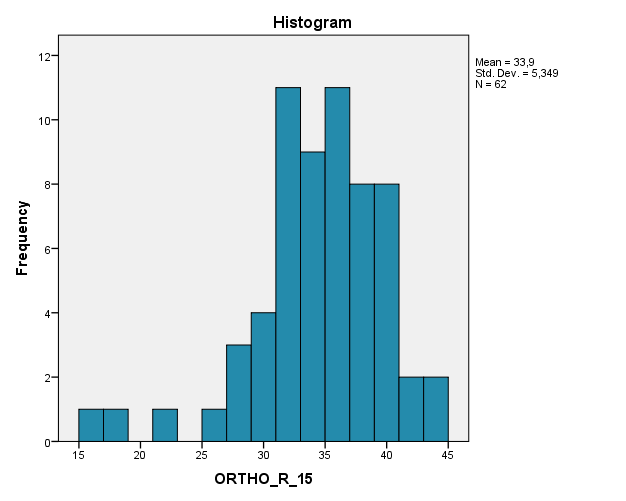 Histogram
Mean = 33,9
Std. Dev. = 5,349
N = 62
12
10
8
6
4
2
0
Frequency
15 20 25 30 35 40 45
ORTHO_R_15